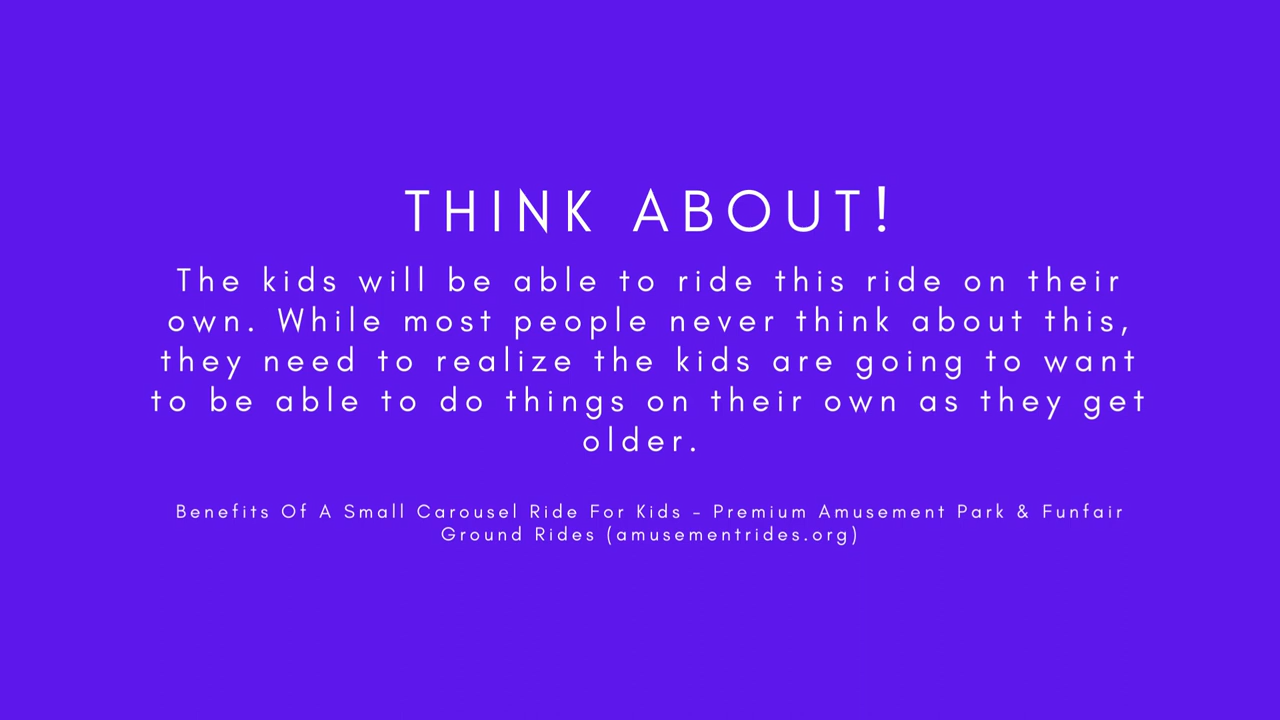 THINK ABOUT!
The kids will be able to ride this ride on their
own. While most people never think about this,
they need to realize the kids are going to want
to be able to do things on their own as they get
older.
Benefits Of A Small Carousel Ride For Kids - Premium Amusement Park & Funfair
Ground Rides (amusementrides.org)